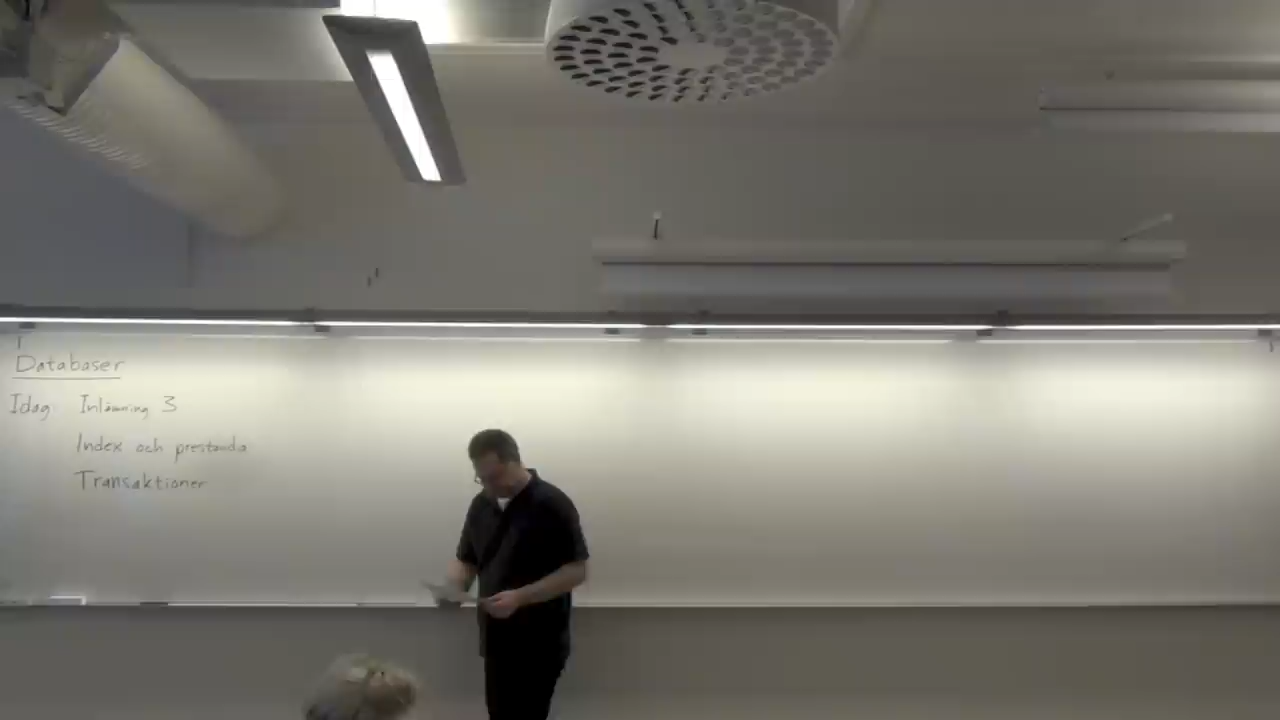 Databaser
Idag: Inlämning 3
Index och prestanda
Transaktioner